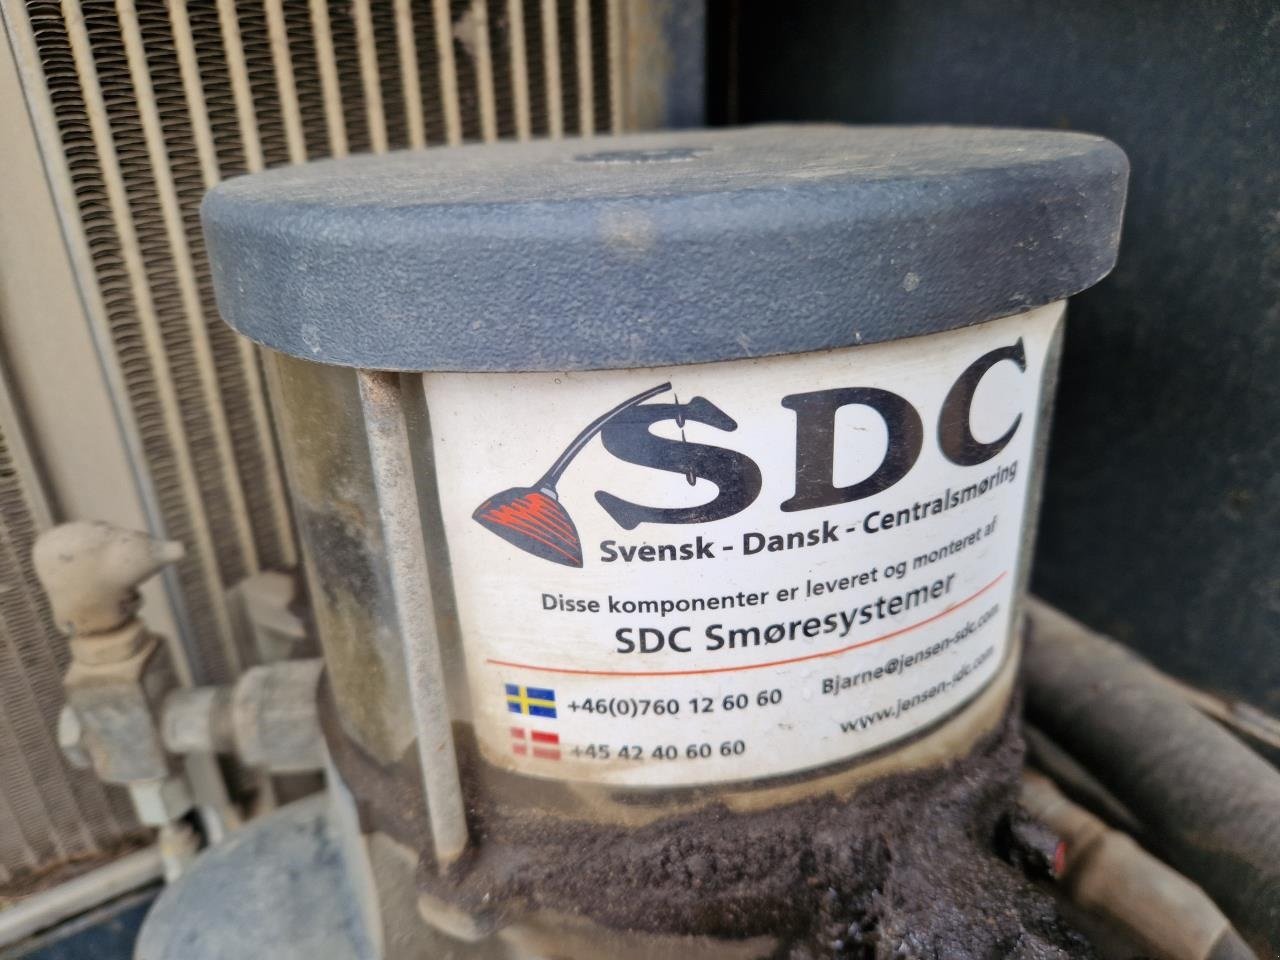 SDC
Svensk - Dansk - Centralsmøring
Disse komponenter er leveret og monteret af
SDC Smøresystemer
+46(0)760 12 60 60
Bjarne@jensen-sdc.com
+45 42 40 60 60
www.jensen-sdc.com